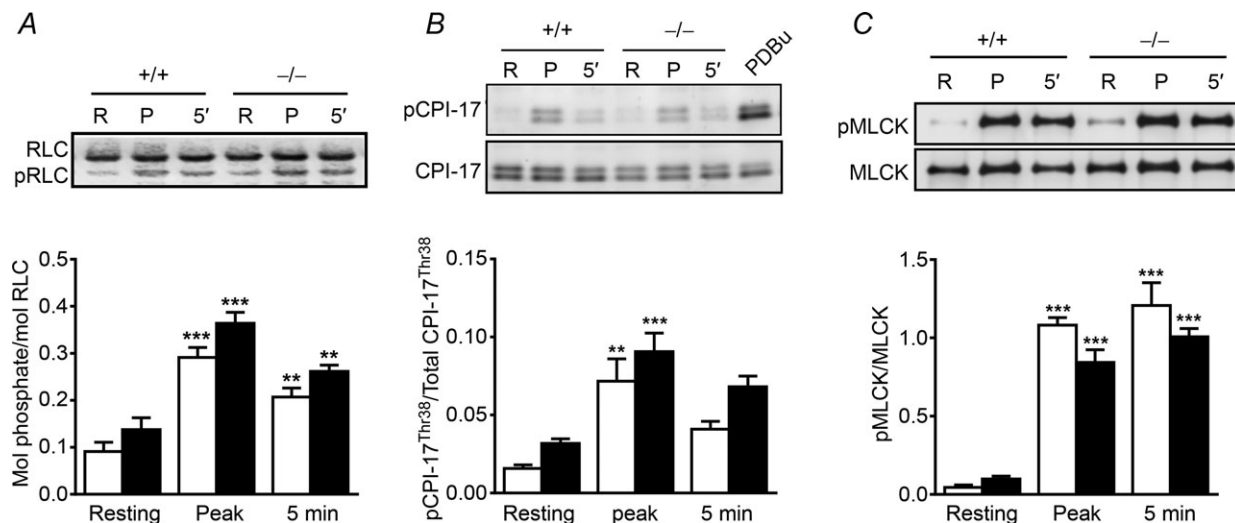 A
+/+
–/–
R P 5′ R P 5′
RLC
pRLC
Mol phosphate/mol RLC
0.5
0.4
0.3
0.2
0.1
0.0
***
***
**
**
Resting Peak 5 min
B
+/+
–/–
R P 5′ R P 5′ PDBu
pCPI-17
CPI-17
pCPI-17Thr38/Total CPI-17Thr38
0.15
0.10
0.05
0.00
**
***
Resting peak 5 min
C
+/+
–/–
R P 5′ R P 5′
pMLCK
MLCK
pMLCK/MLCK
1.5
1.0
0.5
0.0
***
***
***
***
Resting Peak 5 min